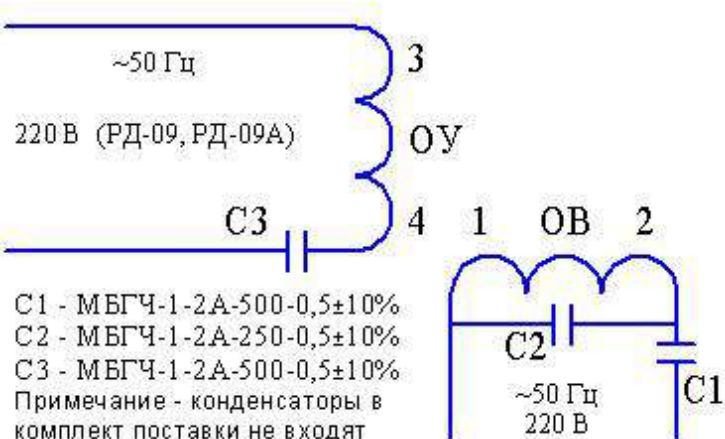 ~50 Гц
3
220 В (РД-09, РД-09А)
ОУ
С3
4
1 ОВ 2
С1 - МБГЧ-1-2А-500-0,5±10%
С2 - МБГЧ-1-2А-250-0,5±10%
С3 - МБГЧ-1-2А-500-0,5±10%
Примечание - конденсаторы в
комплект поставки не входят
С2
С1
~50 Гц
220 В